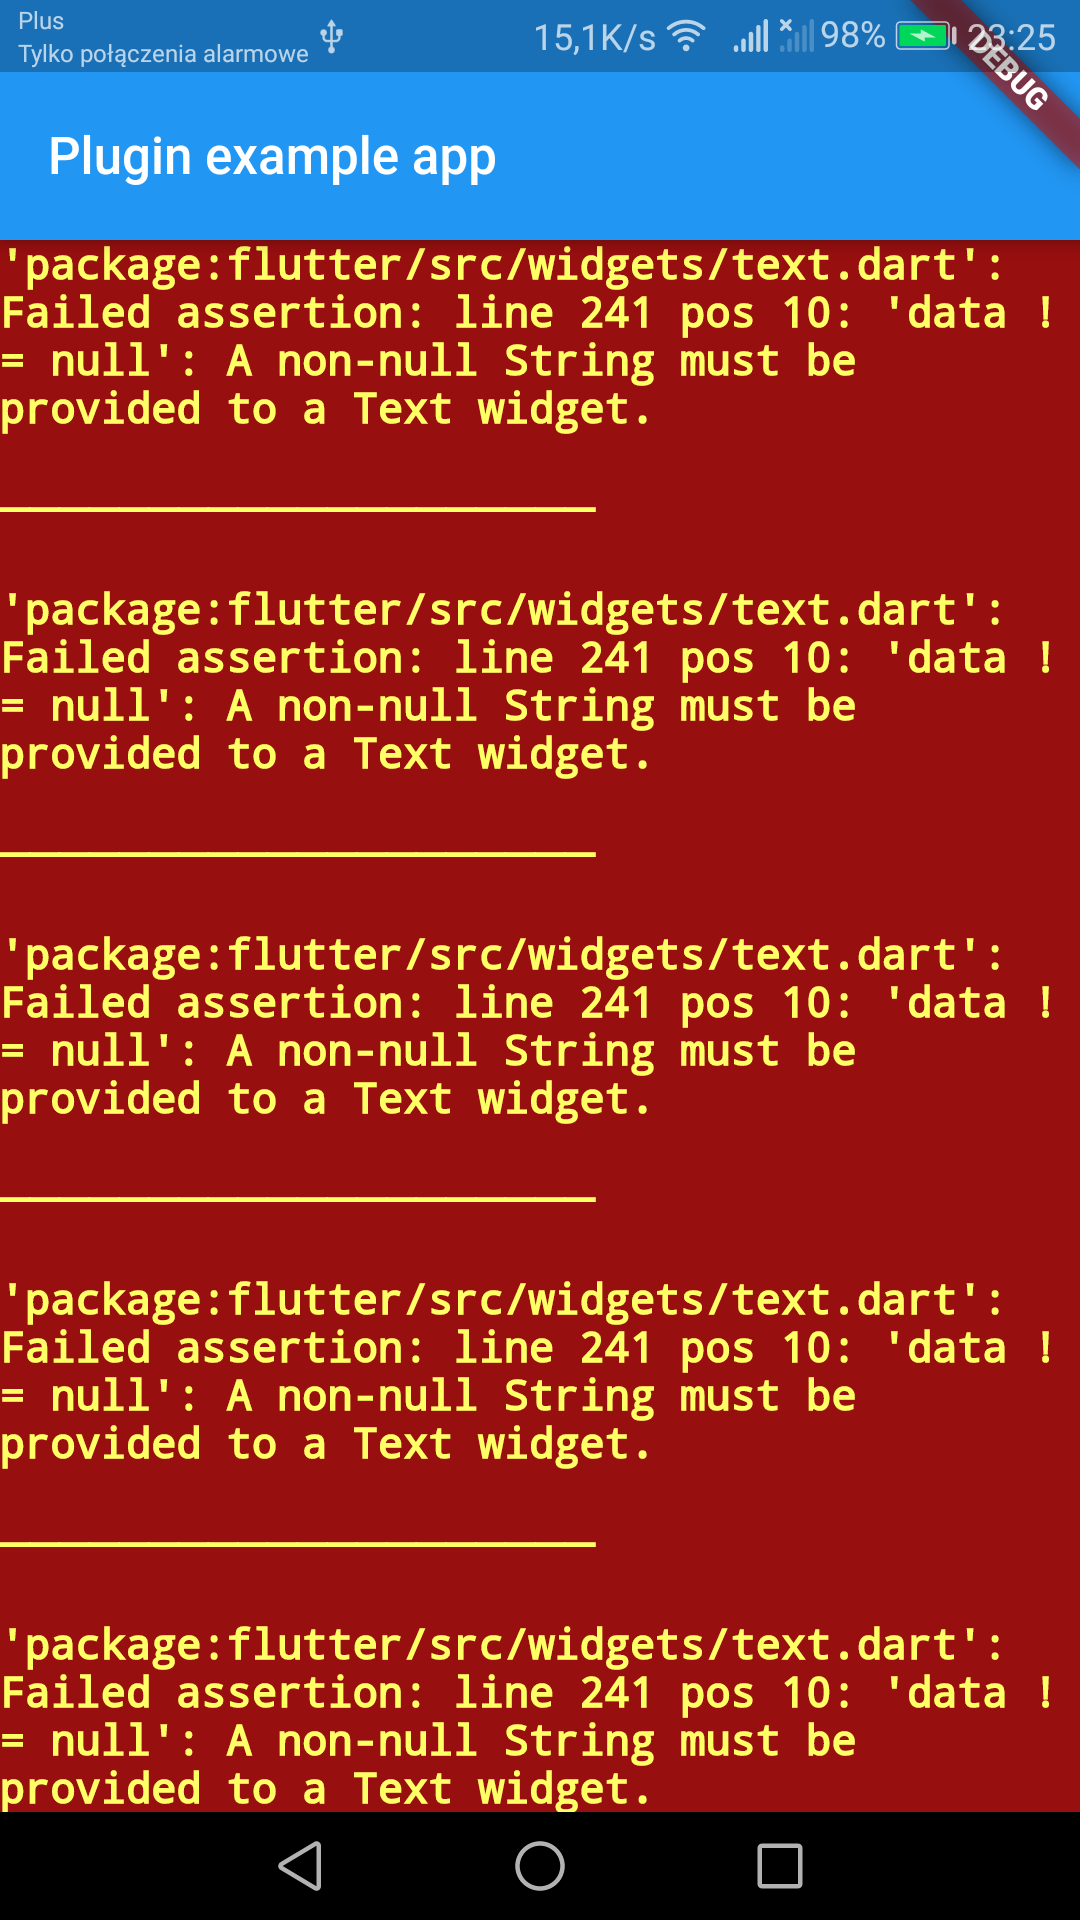 Plus
Tylko połączenia alarmowe
15,1K/s 98% 23:25
DEBUG
Plugin example app
'package:flutter/src/widgets/text.dart':
Failed assertion: line 241 pos 10: 'data !
= null': A non-null String must be
provided to a Text widget.
'package:flutter/src/widgets/text.dart':
Failed assertion: line 241 pos 10: 'data !
= null': A non-null String must be
provided to a Text widget.
'package:flutter/src/widgets/text.dart':
Failed assertion: line 241 pos 10: 'data !
= null': A non-null String must be
provided to a Text widget.
'package:flutter/src/widgets/text.dart':
Failed assertion: line 241 pos 10: 'data !
= null': A non-null String must be
provided to a Text widget.
'package:flutter/src/widgets/text.dart':
Failed assertion: line 241 pos 10: 'data !
= null': A non-null String must be
provided to a Text widget.